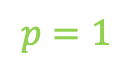 p = 1